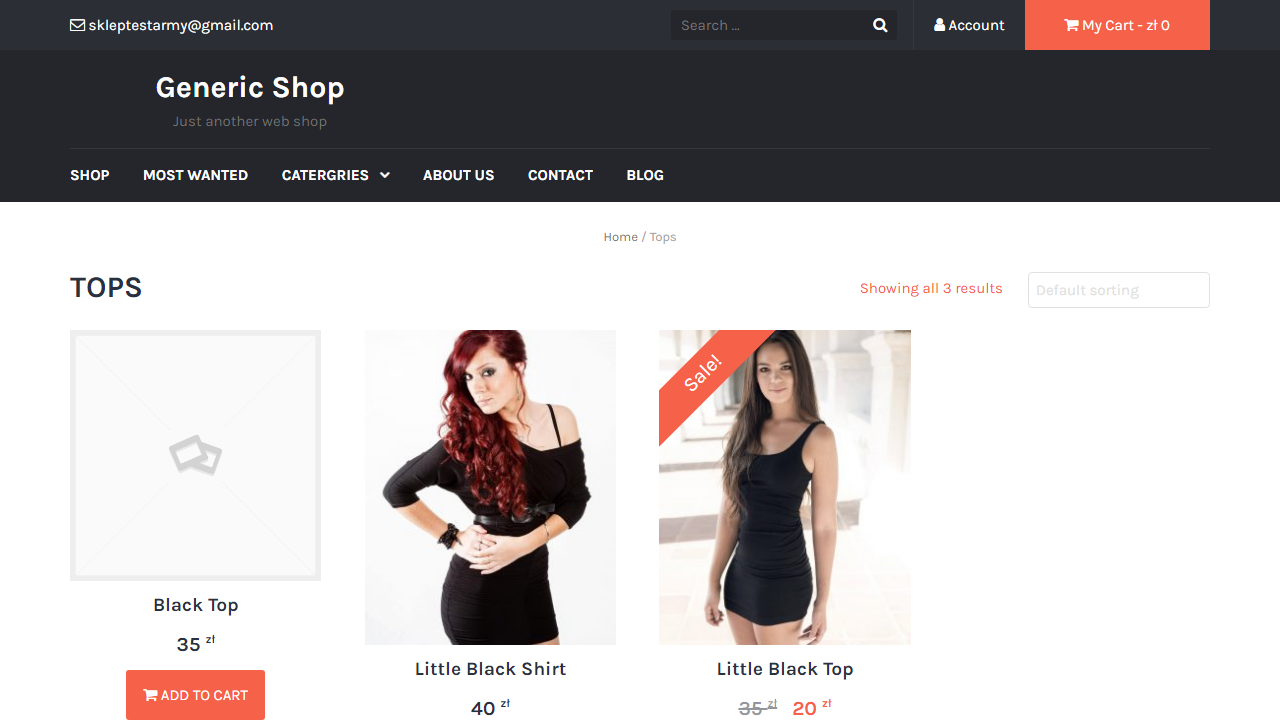 skleptestarmy@gmail.com
Search ...
Account
My Cart - zł 0
Generic Shop
Just another web shop
SHOP
MOST WANTED
CATERGRIES
ABOUT US
CONTACT
BLOG
Home / Tops
TOPS
Showing all 3 results
Default sorting
Sale!
Black Top
35 zł
ADD TO CART
Little Black Shirt
40 zł
Little Black Top
35 zł 20 zł